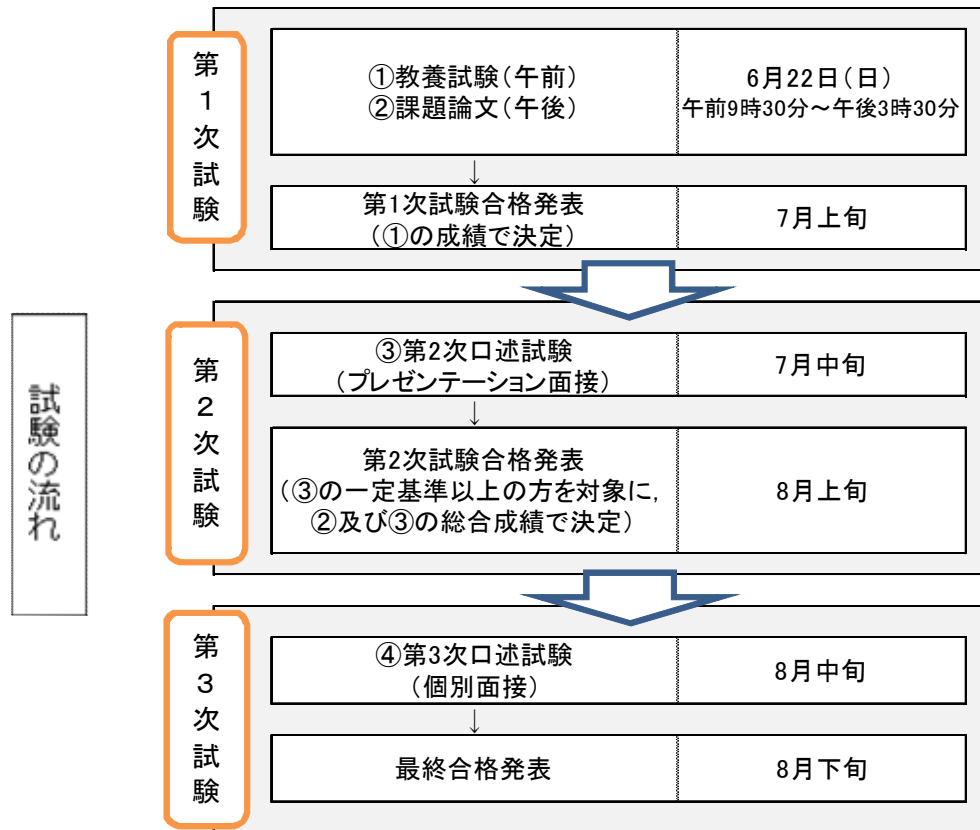 試験の流れ
第1次試験
①教養試験(午前)
②課題論文(午後)
6月22日(日)
午前9時30分～午後3時30分
↓
第1次試験合格発表
(①の成績で決定)
7月上旬
第2次試験
③第2次口述試験
(プレゼンテーション面接)
7月中旬
↓
第2次試験合格発表
(③の一定基準以上の方を対象に,
②及び③の総合成績で決定)
8月上旬
第3次試験
④第3次口述試験
(個別面接)
8月中旬
↓
最終合格発表
8月下旬